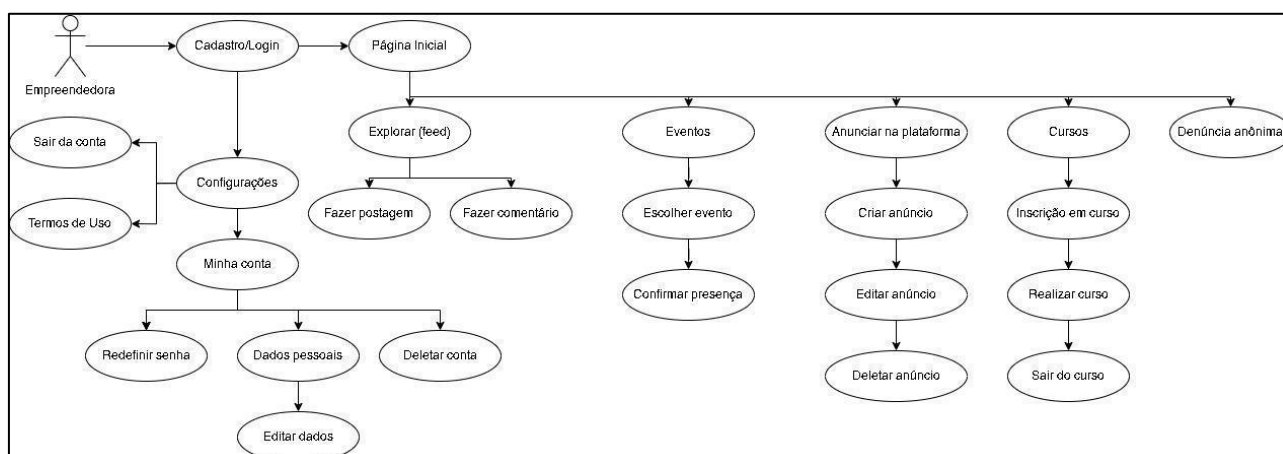 Cadastro/Login
Página Inicial
Empreendedora
Explorar (feed)
Eventos
Anunciar na plataforma
Cursos
Denúncia anônima
Sair da conta
Configurações
Termos de Uso
Fazer postagem
Fazer comentário
Escolher evento
Criar anúncio
Inscrição em curso
Minha conta
Confirmar presença
Editar anúncio
Realizar curso
Redefinir senha
Dados pessoais
Deletar conta
Deletar anúncio
Sair do curso
Editar dados